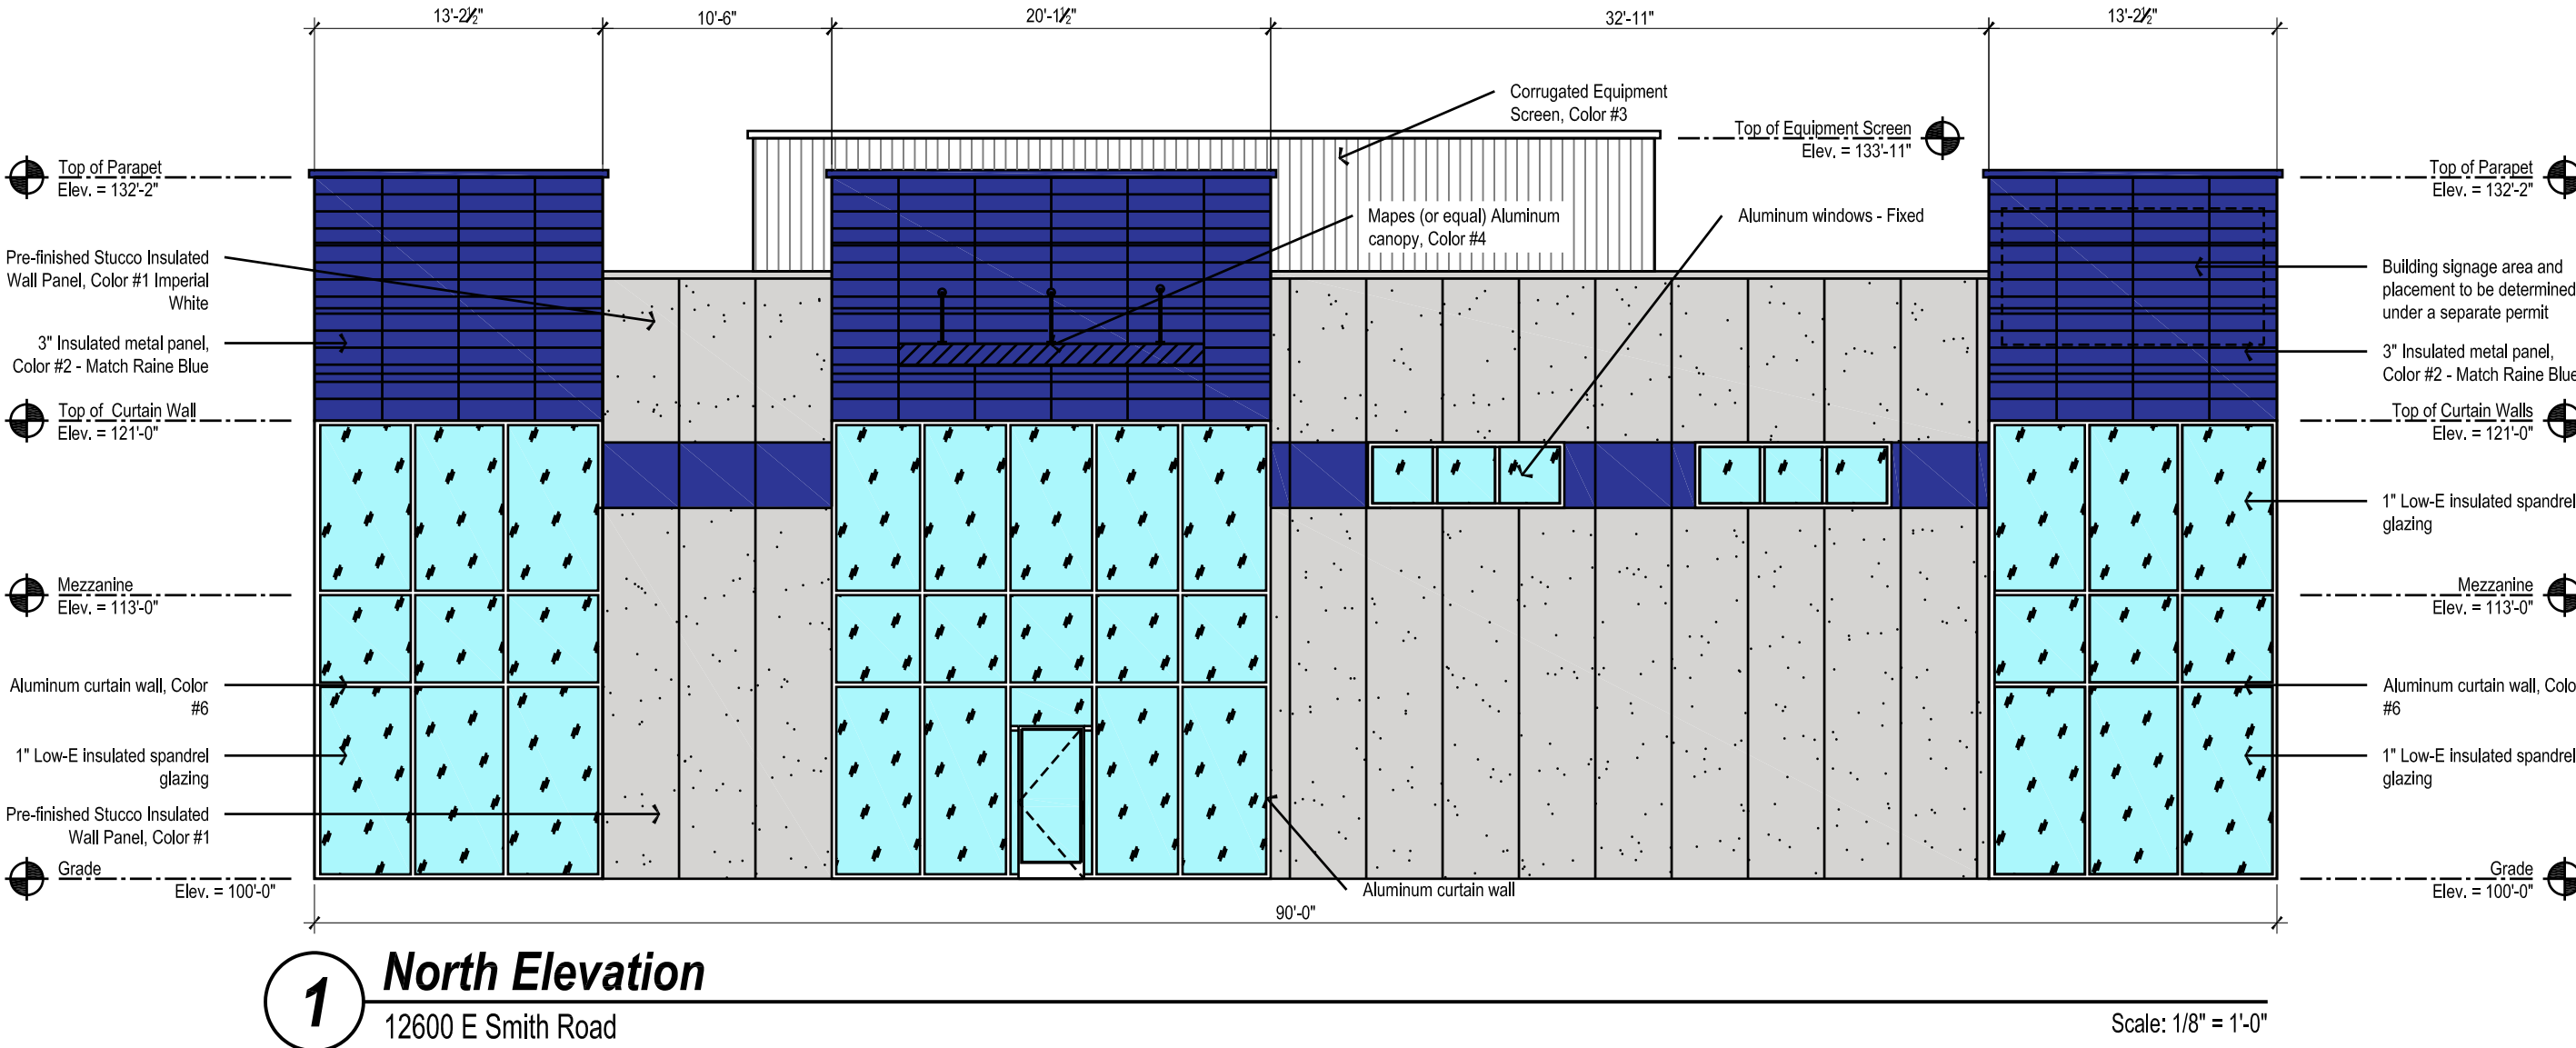 13'-2½"
10'-6"
20'-1½"
32'-11"
13'-2½"
Corrugated Equipment
Screen, Color #3
Top of Equipment Screen
Elev. = 133'-11"
Top of Parapet
Elev. = 132'-2"
Top of Parapet
Elev. = 132'-2"
Mapes (or equal) Aluminum
canopy, Color #4
Aluminum windows - Fixed
Pre-finished Stucco Insulated
Wall Panel, Color #1 Imperial
White
Building signage area and
placement to be determined
under a separate permit
3" Insulated metal panel,
Color #2 - Match Raine Blue
3" Insulated metal panel,
Color #2 - Match Raine Blue
Top of Curtain Wall
Elev. = 121'-0"
Top of Curtain Walls
Elev. = 121'-0"
1" Low-E insulated spandrel
glazing
Mezzanine
Elev. = 113'-0"
Mezzanine
Elev. = 113'-0"
Aluminum curtain wall, Color
#6
Aluminum curtain wall, Colo
#6
1" Low-E insulated spandrel
glazing
1" Low-E insulated spandrel
glazing
Pre-finished Stucco Insulated
Wall Panel, Color #1
Grade
Elev. = 100'-0"
Aluminum curtain wall
Grade
Elev. = 100'-0"
90'-0"
1
North Elevation
12600 E Smith Road
Scale: 1/8" = 1'-0"